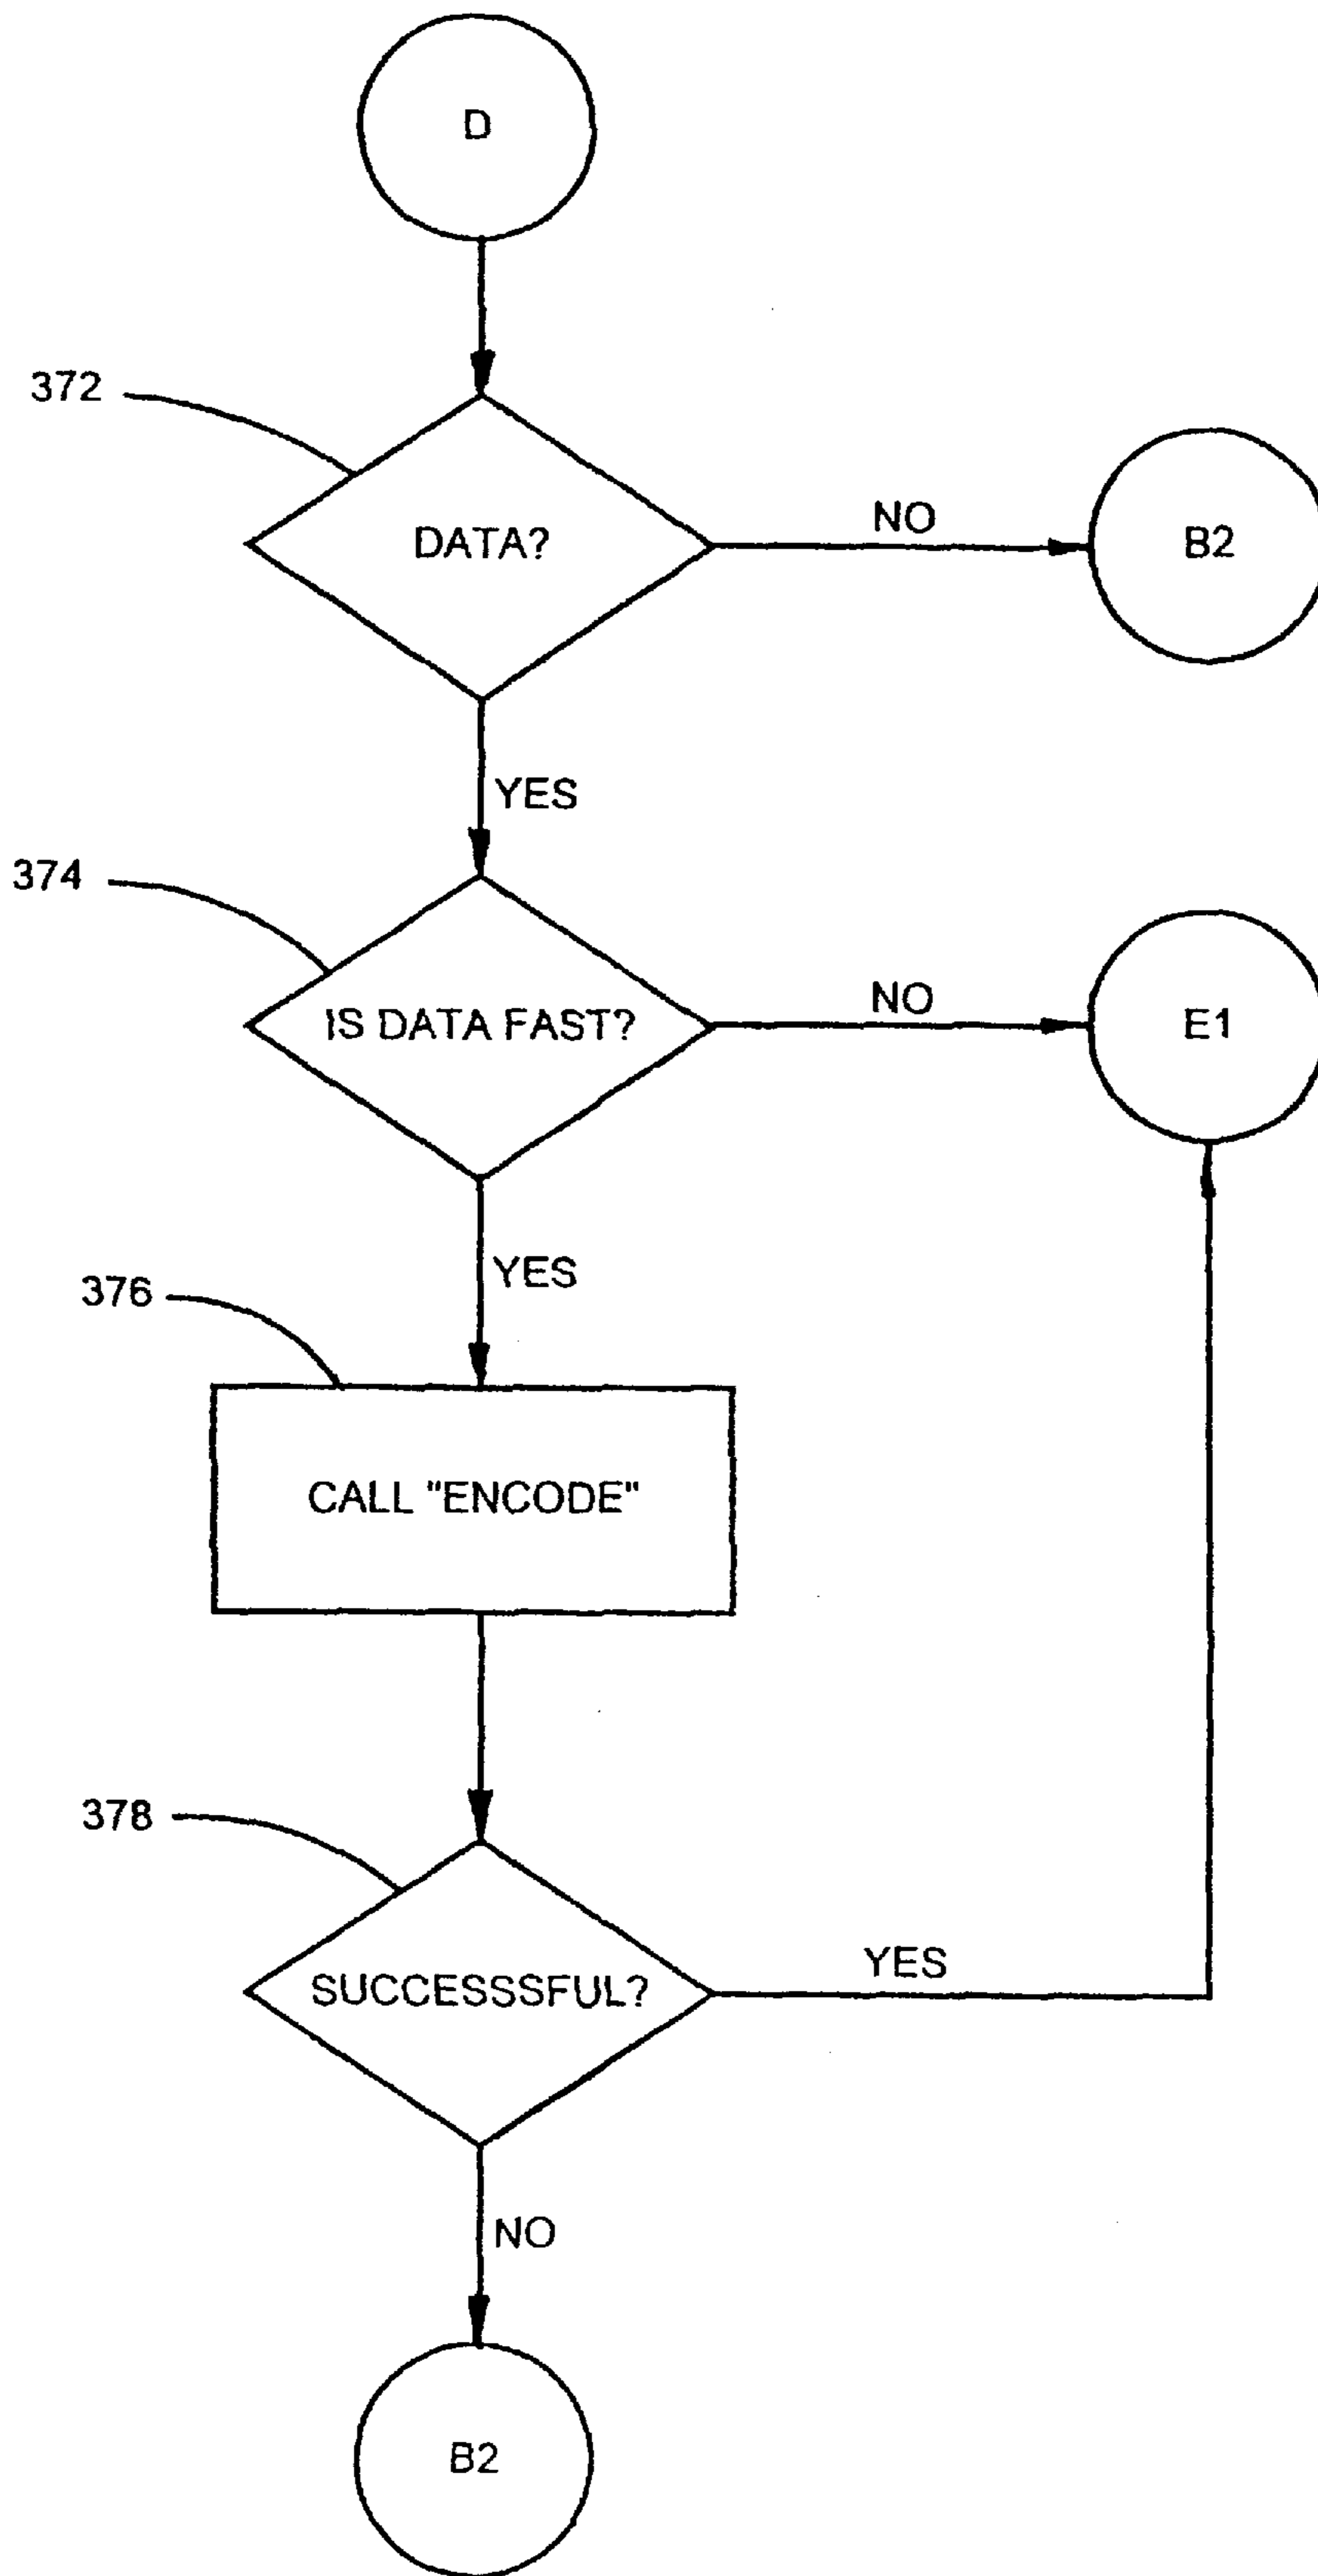 D
372
DATA?
NO
B2
YES
374
IS DATA FAST?
NO
E1
YES
376
CALL "ENCODE"
378
SUCCESSSFUL?
YES
NO
B2